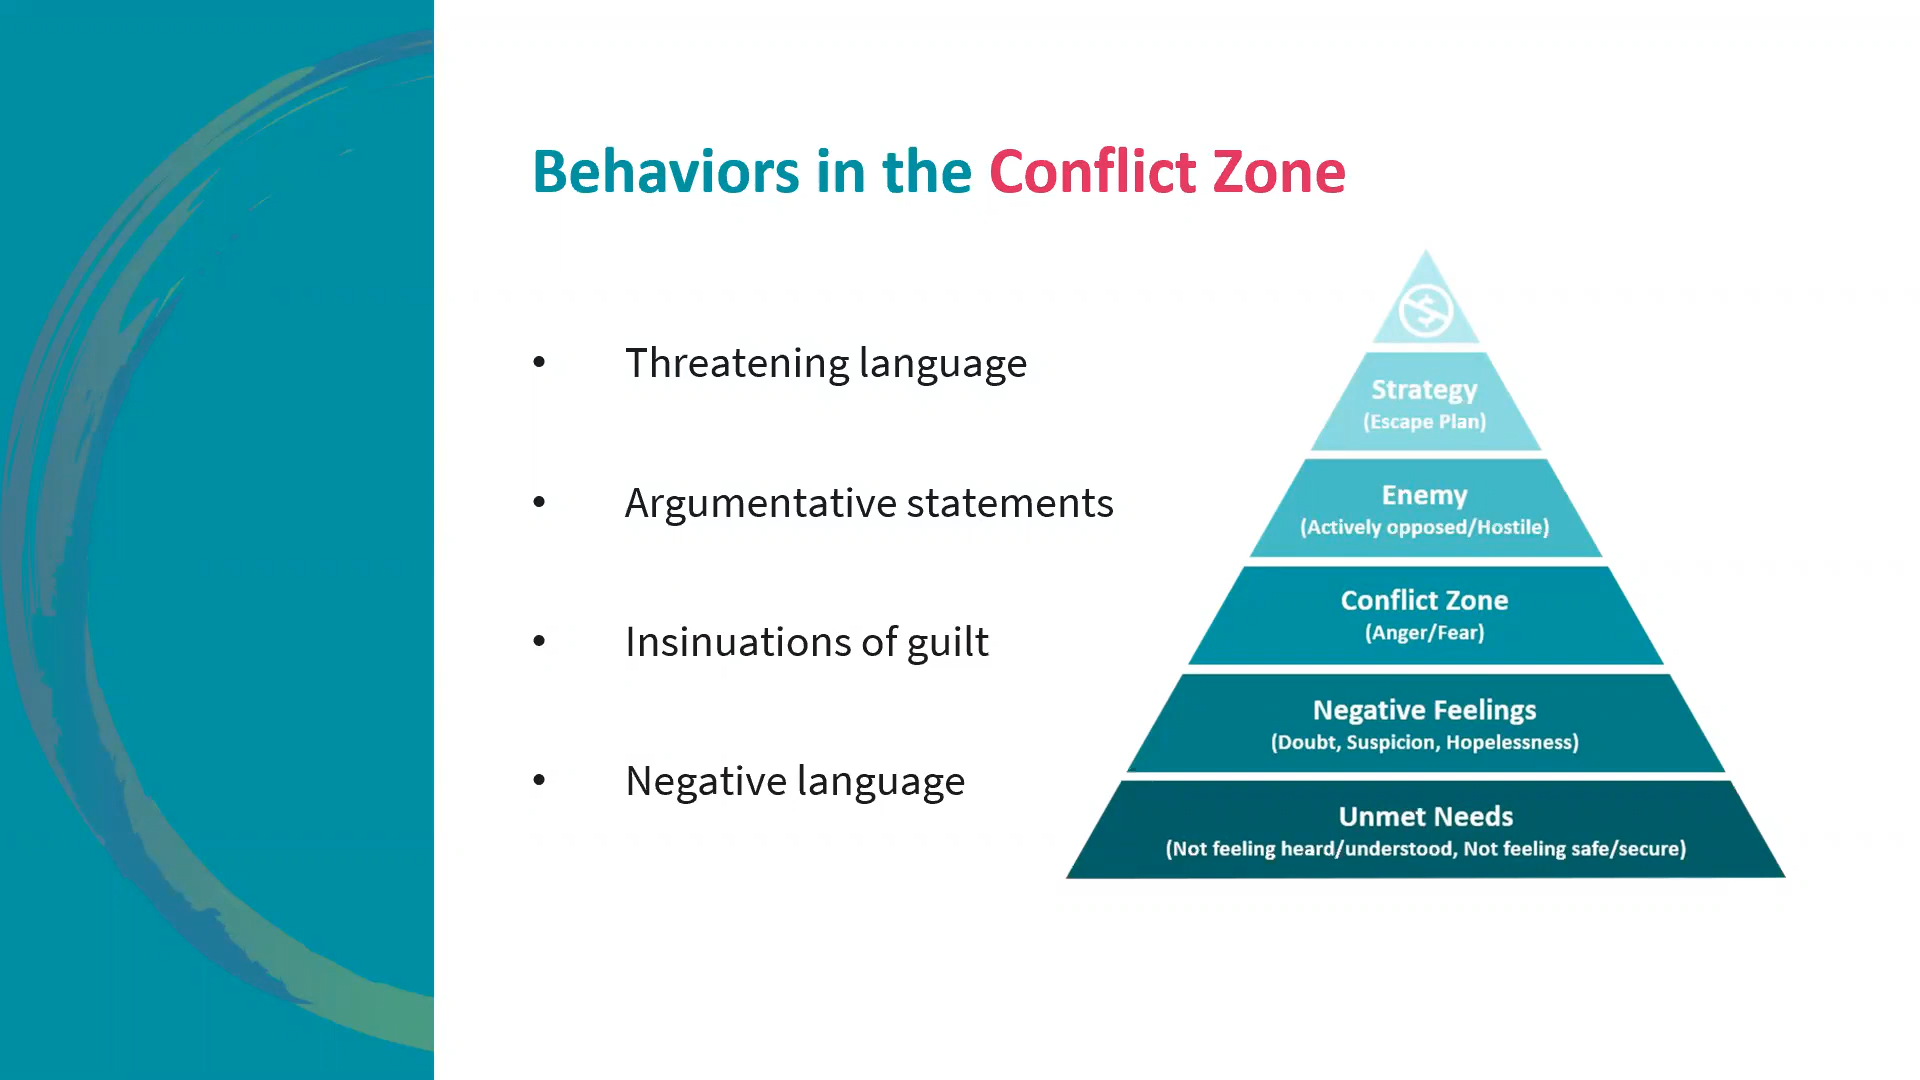 Behaviors in the Conflict Zone
• Threatening language
• Argumentative statements
• Insinuations of guilt
• Negative language
$
Strategy
(Escape Plan)
Enemy
(Actively opposed/Hostile)
Conflict Zone
(Anger/Fear)
Negative Feelings
(Doubt, Suspicion, Hopelessness)
Unmet Needs
(Not feeling heard/understood, Not feeling safe/secure)